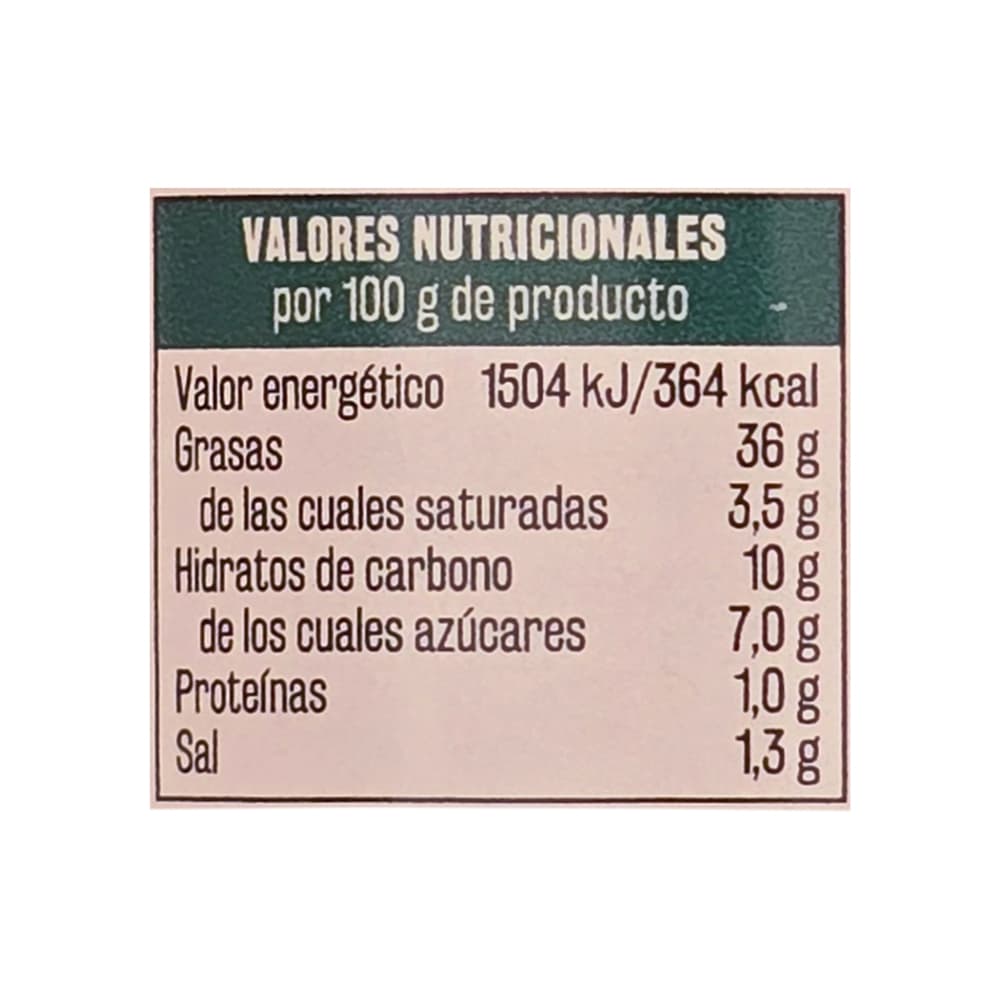 VALORES NUTRICIONALES
por 100 g de producto
Valor energético 1504 kJ/364 kcal
Grasas 36 g
de las cuales saturadas 3,5 g
Hidratos de carbono 10 g
de los cuales azúcares 7,0 g
Proteínas 1,0 g
Sal 1,3 g